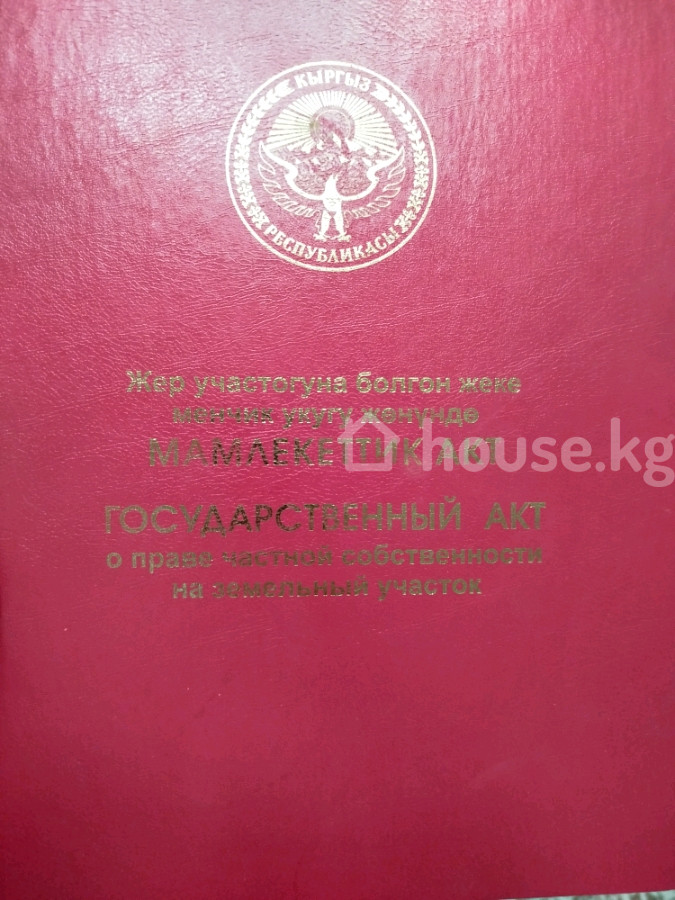 КЫРГЫЗ
РЕСПУБЛИКАСЫ
Жер участогуна болгон жеке
менчик укугу жөнүндө
МАМЛЕКЕТТИК АКТ
house.kg
ГОСУДАРСТВЕННЫЙ АКТ
о праве частной собственности
на земельный участок